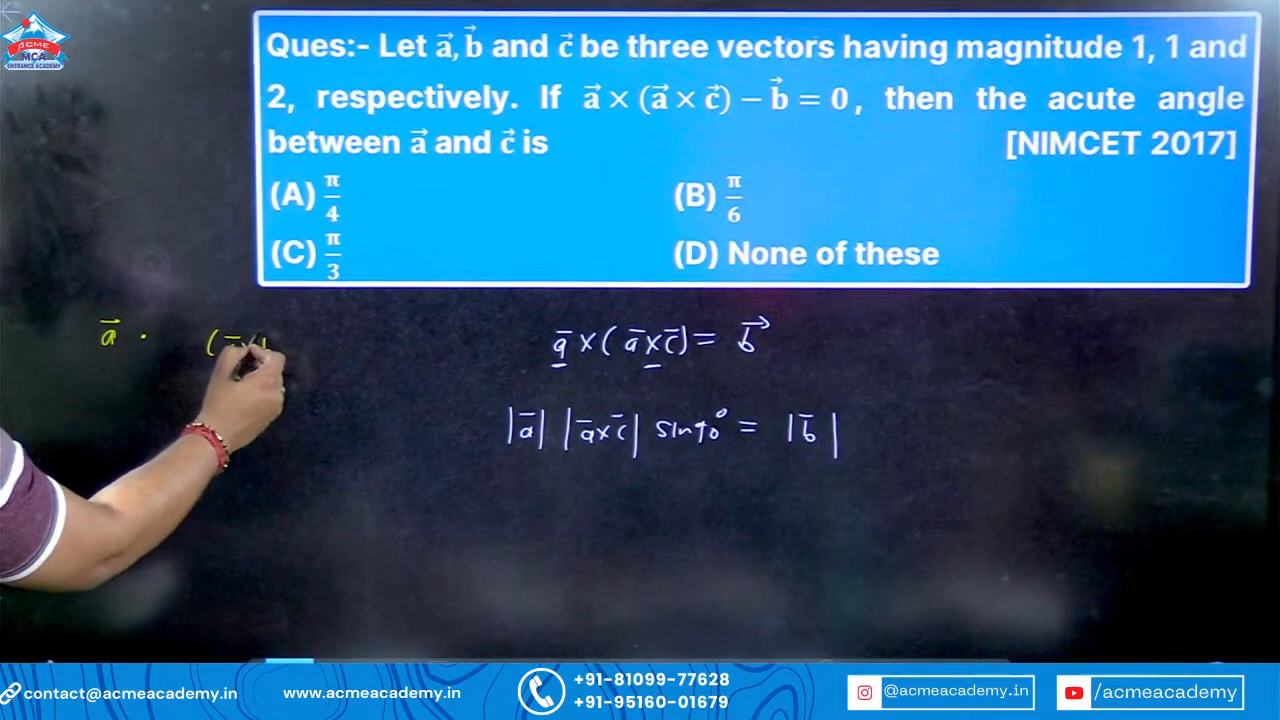 ACME
MCA
ENTRANCE ACADEMY
Ques:- Let a⃗, b⃗ and c⃗ be three vectors having magnitude 1, 1 and
2, respectively. If a⃗ × (a⃗ × c⃗) − b⃗ = 0, then the acute angle
between a⃗ and c⃗ is [NIMCET 2017]
(A) π/4 (B) π/6
(C) π/3 (D) None of these
a⃗ ·
a̅ × ( a̅ × c̅ ) = b⃗
|a̅| |a̅×c̅| sin90° = |b̅|
contact@acmeacademy.in www.acmeacademy.in +91-81099-77628
+91-95160-01679
@acmeacademy.in /acmeacademy